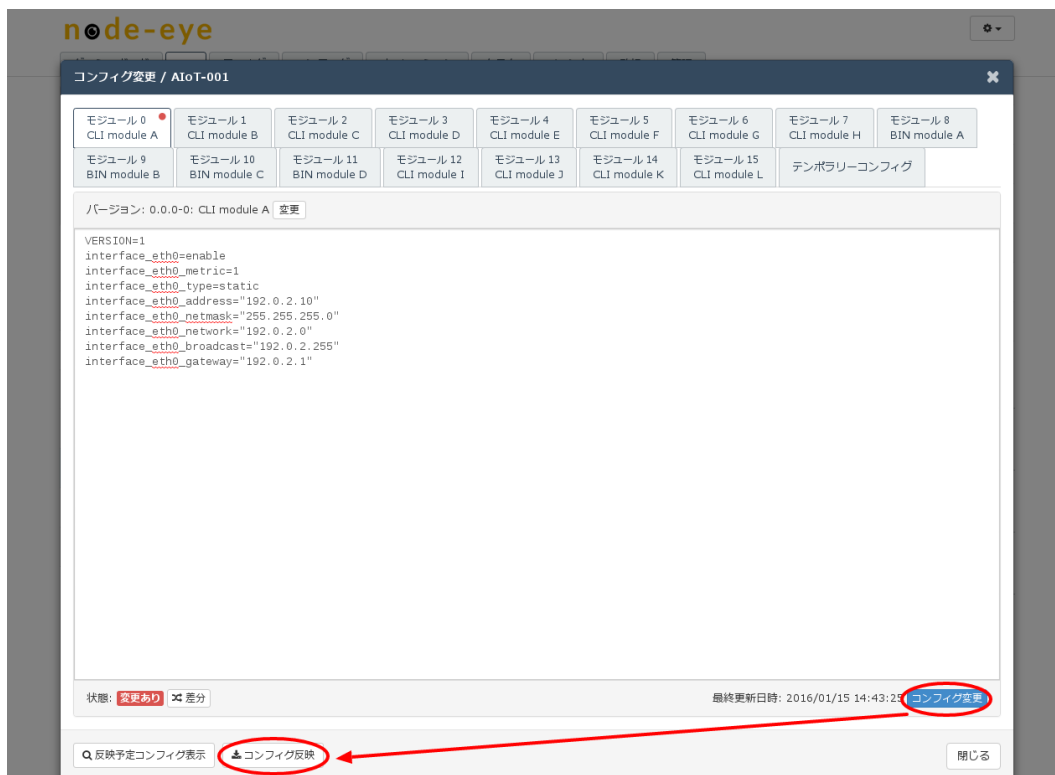 node-eye
コンフィグ変更 / AIoT-001
モジュール 0 モジュール 1 モジュール 2 モジュール 3 モジュール 4 モジュール 5 モジュール 6 モジュール 7 モジュール 8
CLI module A CLI module B CLI module C CLI module D CLI module E CLI module F CLI module G CLI module H BIN module A
モジュール 9 モジュール 10 モジュール 11 モジュール 12 モジュール 13 モジュール 14 モジュール 15 テンポラリーコンフィグ
BIN module B BIN module C BIN module D CLI module I CLI module J CLI module K CLI module L
バージョン: 0.0.0-0: CLI module A 変更
VERSION=1
interface_eth0=enable
interface_eth0_metric=1
interface_eth0_type=static
interface_eth0_address="192.0.2.10"
interface_eth0_netmask="255.255.255.0"
interface_eth0_network="192.0.2.0"
interface_eth0_broadcast="192.0.2.255"
interface_eth0_gateway="192.0.2.1"
状態: 変更あり 差分 最終更新日時: 2016/01/15 14:43:25 コンフィグ変更
反映予定コンフィグ表示 コンフィグ反映 閉じる